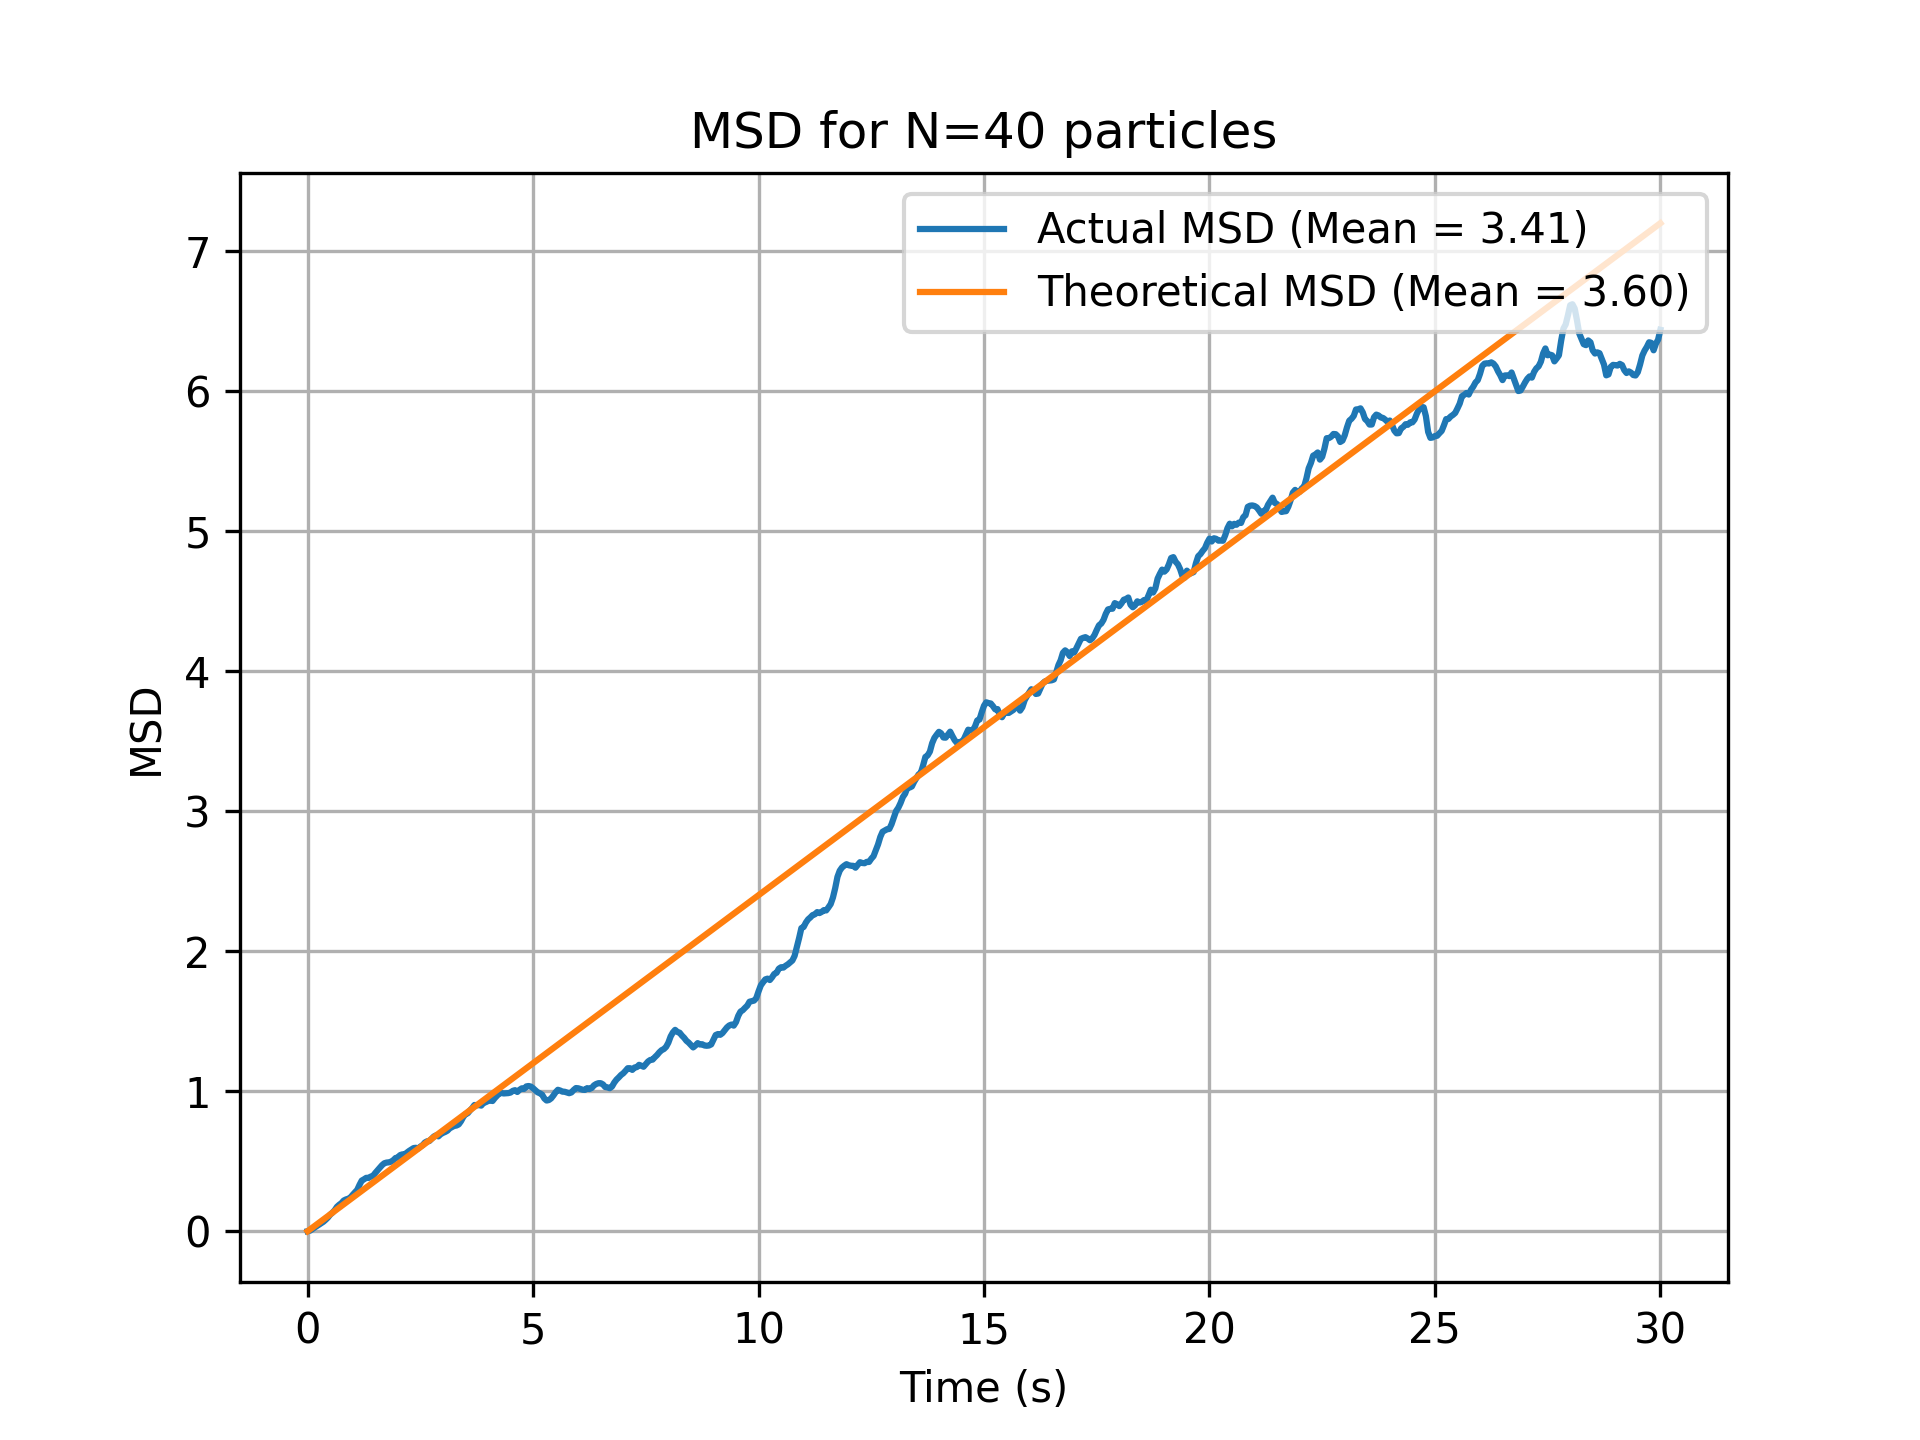 MSD for N=40 particles
Actual MSD (Mean = 3.41)
Theoretical MSD (Mean = 3.60)
7
6
5
4
3
2
1
0
MSD
0 5 10 15 20 25 30
Time (s)